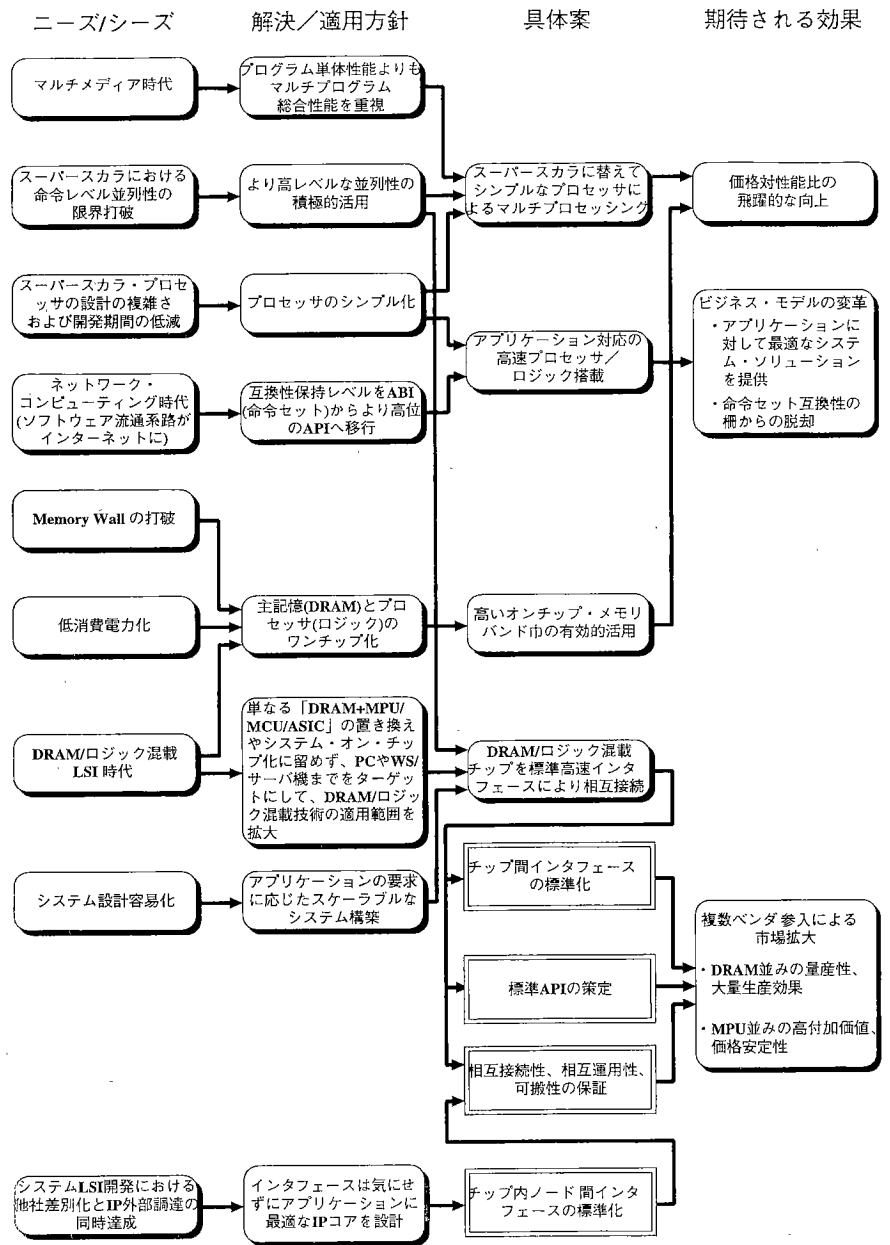 ニーズ/シーズ
解決／適用方針
具体案
期待される効果
マルチメディア時代
プログラム単体性能よりも
マルチプログラム
総合性能を重視
スーパースカラにおける
命令レベル並列性の
限界打破
より高レベルな並列性の
積極的活用
スーパースカラに替えて
シンプルなプロセッサに
よるマルチプロセッシング
価格対性能比の
飛躍的な向上
スーパースカラ・プロセ
ッサの設計の複雑さ
および開発期間の低減
プロセッサのシンプル化
アプリケーション対応の
高速プロセッサ／
ロジック搭載
ビジネス・モデルの変革
・アプリケーションに
対して最適なシステ
ム・ソリューション
を提供
・命令セット互換性の
柵からの脱却
ネットワーク・
コンピューティング時代
(ソフトウェア流通系路が
インターネットに)
互換性保持レベルをABI
(命令セット)からより高位
のAPIへ移行
Memory Wall の打破
低消費電力化
主記憶(DRAM)とプロ
セッサ(ロジック)の
ワンチップ化
高いオンチップ・メモリ
バンド巾の有効的活用
DRAM/ロジック混載
LSI 時代
単なる「DRAM+MPU/
MCU/ASIC」の置き換え
やシステム・オン・チッ
プ化に留めず、PCやWS/
サーバ機までをターゲッ
トにして、DRAM/ロジッ
ク混載技術の適用範囲を
拡大
DRAM/ロジック混載
チップを標準高速インタ
フェースにより相互接続
システム設計容易化
アプリケーションの要求
に応じたスケーラブルな
システム構築
チップ間インタフェース
の標準化
標準APIの策定
相互接続性、相互運用性、
可搬性の保証
複数ベンダ 参入による
市場拡大
・DRAM並みの量産性、
大量生産効果
・MPU並みの高付加価値、
価格安定性
システムLSI開発における
他社差別化とIP外部調達の
同時達成
インタフェースは気にせ
ずにアプリケーションに
最適なIPコアを設計
チップ内ノード 間インタ
フェースの標準化